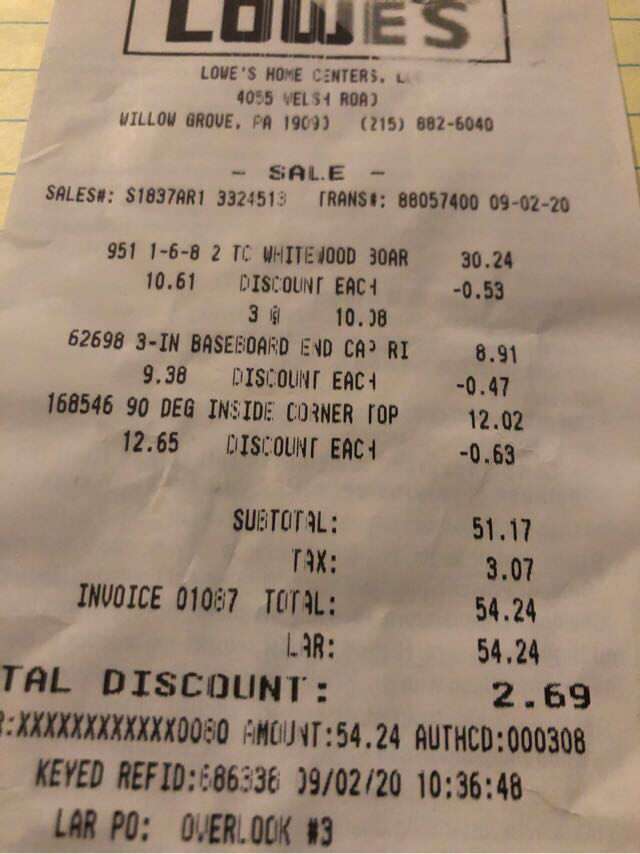 LOWE'S
LOWE'S HOME CENTERS,
4055 WELSH ROAD
WILLOW GROVE, PA 19090 (215) 882-6040
- SALE -
SALES#: S1837AR1 3324513 TRANS#: 88057400 09-02-20
951 1-6-8 2 TC WHITEWOOD BOAR 30.24
10.61 DISCOUNT EACH -0.53
3 @ 10.08
62698 3-IN BASEBOARD END CAP RI 8.91
9.38 DISCOUNT EACH -0.47
168546 90 DEG INSIDE CORNER TOP 12.02
12.65 DISCOUNT EACH -0.63
SUBTOTAL: 51.17
TAX: 3.07
INVOICE 01087 TOTAL: 54.24
LAR: 54.24
TAL DISCOUNT: 2.69
R:XXXXXXXXXXXX0080 AMOUNT:54.24 AUTHCD:000308
KEYED REFID:686338 09/02/20 10:36:48
LAR PO: OVERLOOK #3